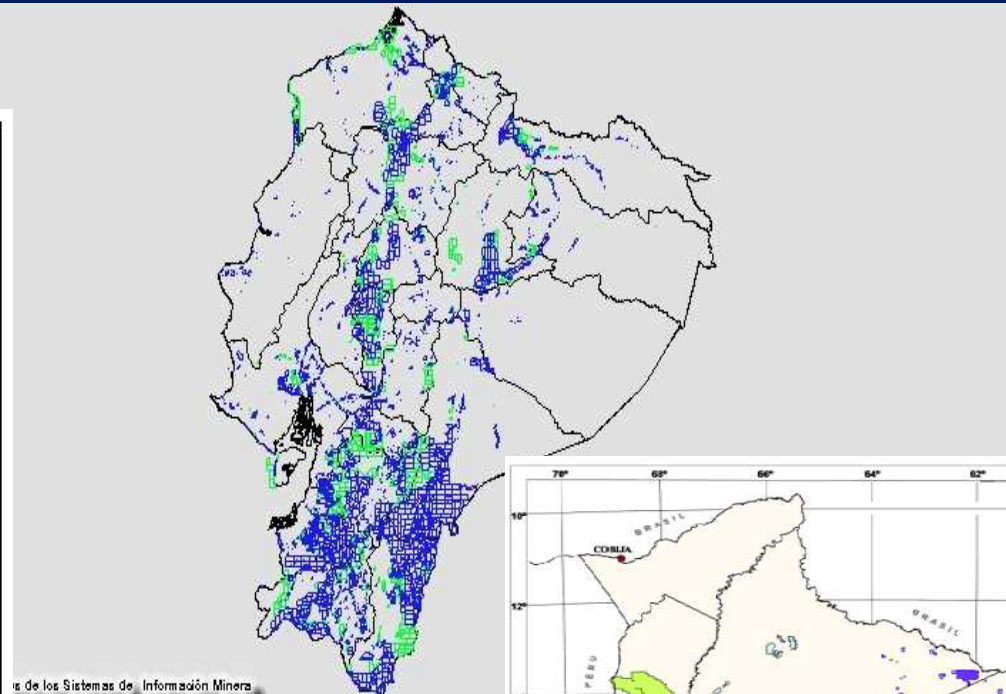 70° 68° 66° 64° 62°
10°
BRASIL
COBIJA
12°
BRASIL
PERU
s de los Sistemas de Información Minera